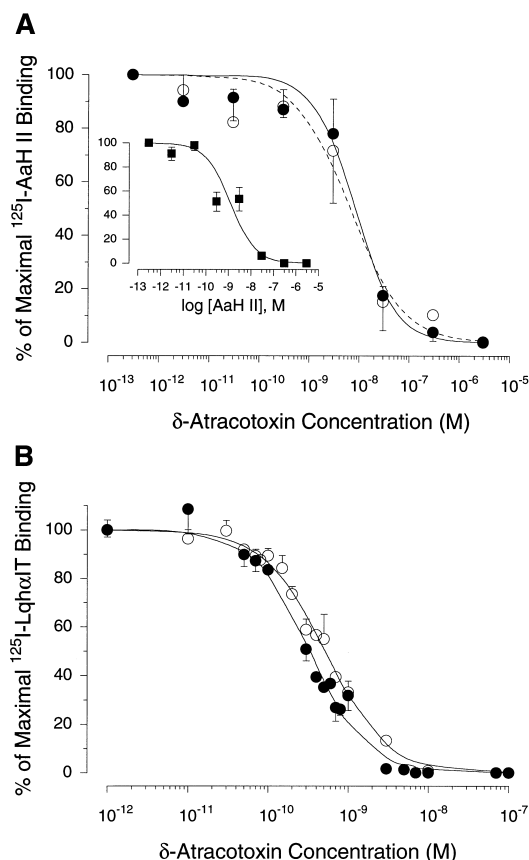 A
% of Maximal ¹²⁵I-AaH II Binding
100
80
60
40
20
0
100
80
60
40
20
0
-13 -12 -11 -10 -9 -8 -7 -6 -5
log [AaH II], M
10⁻¹³ 10⁻¹² 10⁻¹¹ 10⁻¹⁰ 10⁻⁹ 10⁻⁸ 10⁻⁷ 10⁻⁶ 10⁻⁵
δ-Atracotoxin Concentration (M)
B
% of Maximal ¹²⁵I-LqhαIT Binding
100
80
60
40
20
0
10⁻¹² 10⁻¹¹ 10⁻¹⁰ 10⁻⁹ 10⁻⁸ 10⁻⁷
δ-Atracotoxin Concentration (M)